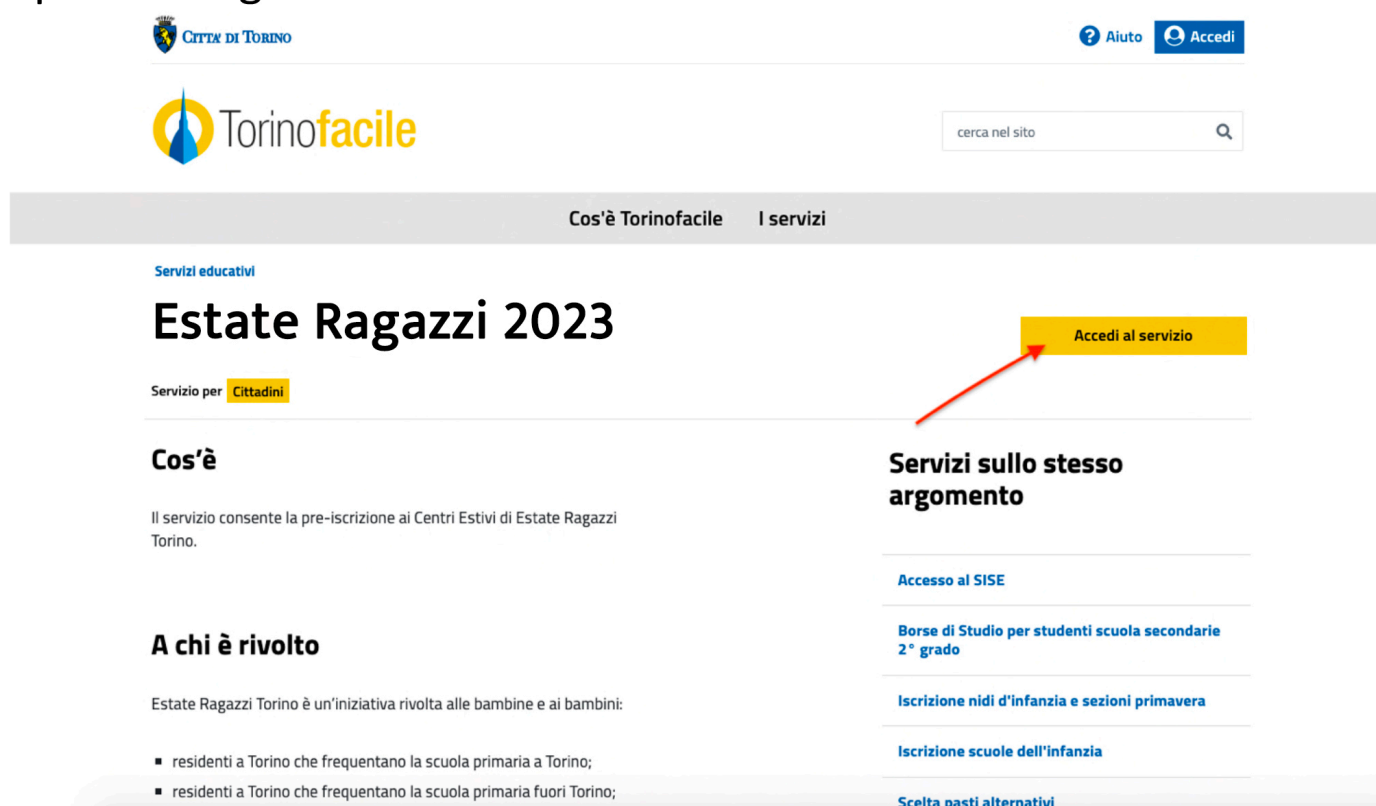 CITTA' DI TORINO
Aiuto
Accedi
Torinofacile
cerca nel sito
Cos'è Torinofacile
I servizi
Servizi educativi
Estate Ragazzi 2023
Accedi al servizio
Servizio per Cittadini
Cos'è
Il servizio consente la pre-iscrizione ai Centri Estivi di Estate Ragazzi
Torino.
A chi è rivolto
Estate Ragazzi Torino è un'iniziativa rivolta alle bambine e ai bambini:
▪ residenti a Torino che frequentano la scuola primaria a Torino;
▪ residenti a Torino che frequentano la scuola primaria fuori Torino;
Servizi sullo stesso
argomento
Accesso al SISE
Borse di Studio per studenti scuola secondarie
2° grado
Iscrizione nidi d'infanzia e sezioni primavera
Iscrizione scuole dell'infanzia
Scelta pasti alternativi